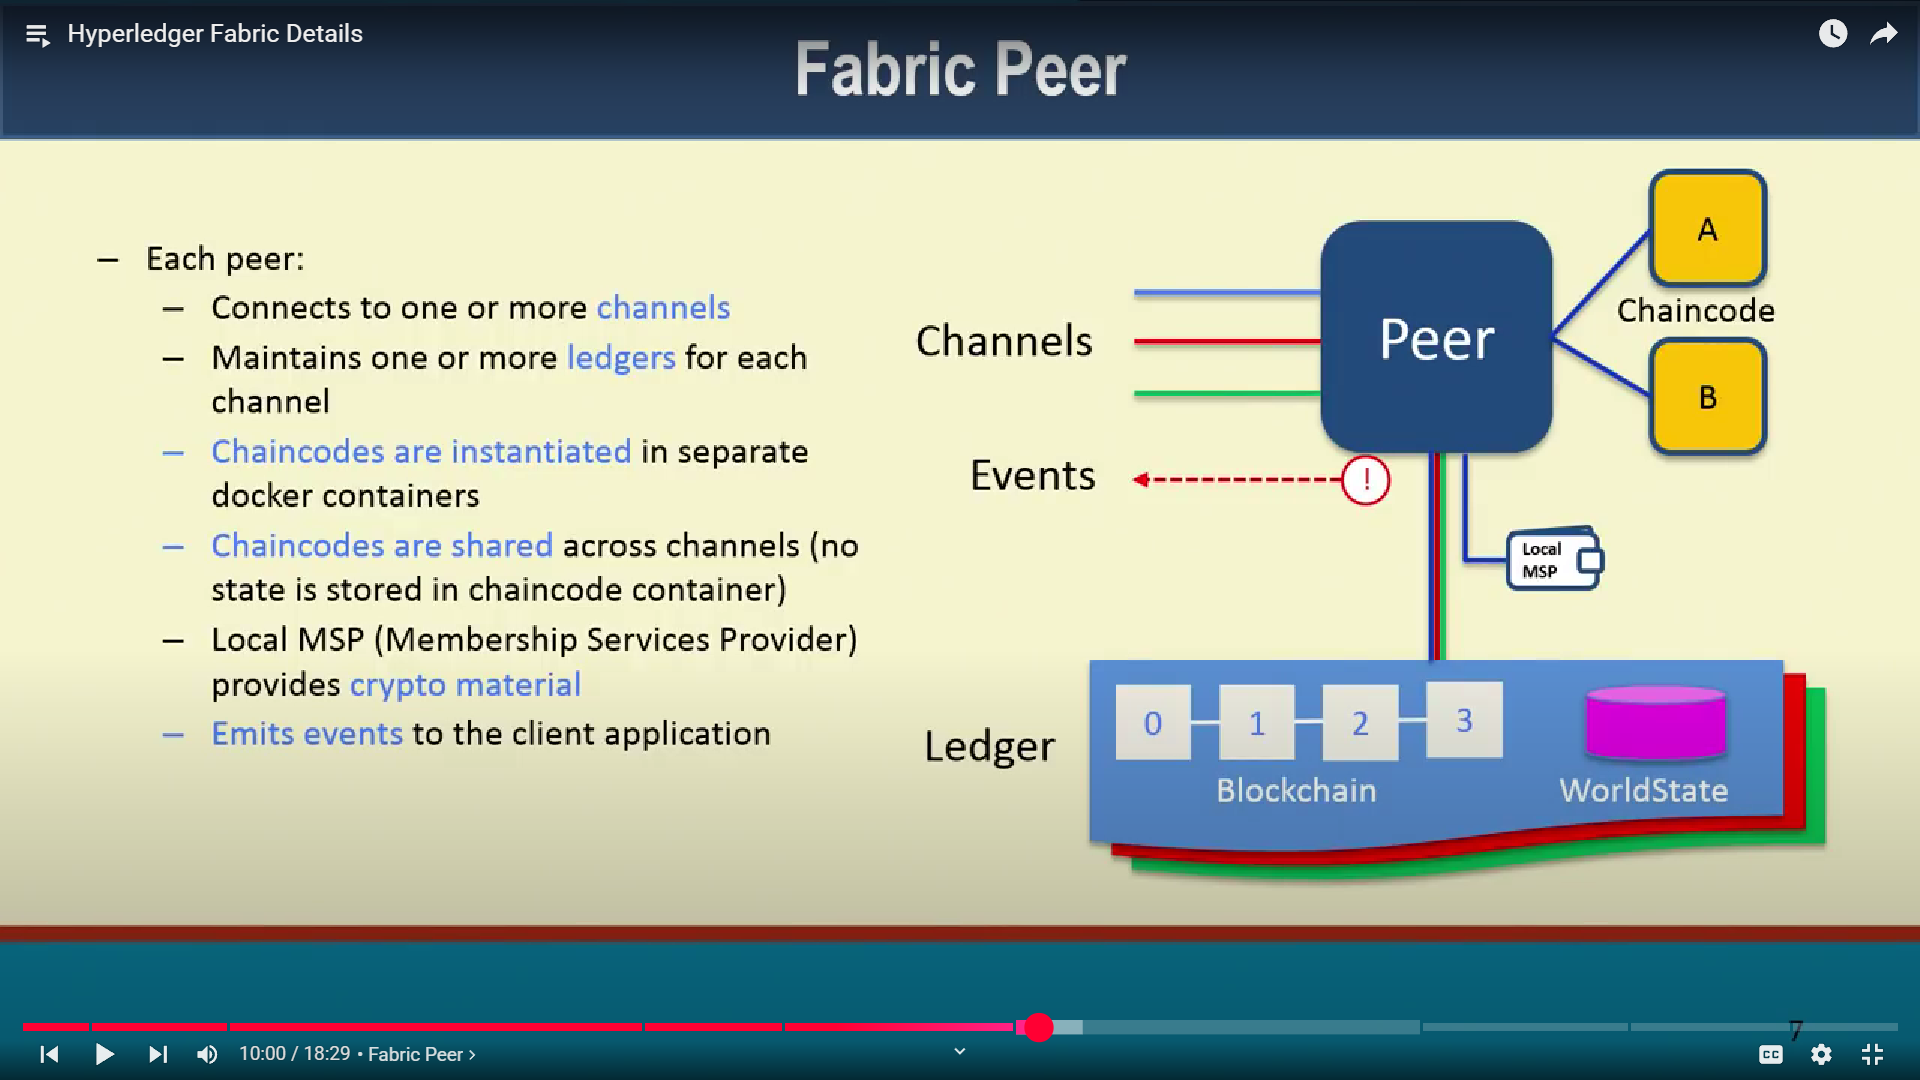 Hyperledger Fabric Details
Fabric Peer
– Each peer:
– Connects to one or more channels
– Maintains one or more ledgers for each
channel
– Chaincodes are instantiated in separate
docker containers
– Chaincodes are shared across channels (no
state is stored in chaincode container)
– Local MSP (Membership Services Provider)
provides crypto material
– Emits events to the client application
Channels
Peer
A
Chaincode
B
Events
!
Local
MSP
Ledger
0 1 2 3
Blockchain
WorldState
7
10:00 / 18:29 • Fabric Peer ›
CC